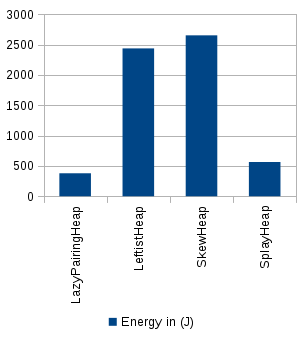 3000
2500
2000
1500
1000
500
0
LazyPairingHeap
LeftistHeap
SkewHeap
SplayHeap
Energy in (J)